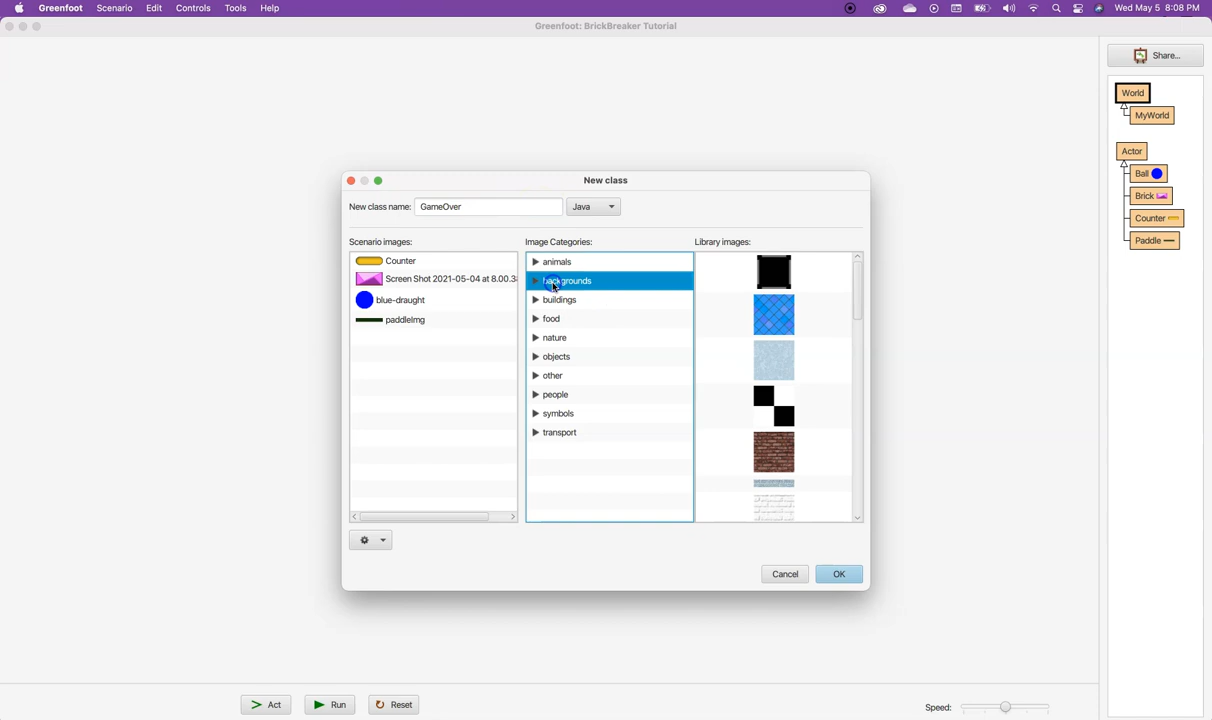 Greenfoot Scenario Edit Controls Tools Help Wed May 5 8:08 PM
Greenfoot: BrickBreaker Tutorial
Share...
World
MyWorld
Actor
Ball
Brick
Counter
Paddle
New class
New class name: GameOver Java
Scenario images: Image Categories: Library images:
Counter
Screen Shot 2021-05-04 at 8.00.3
blue-draught
paddleImg
animals
backgrounds
buildings
food
nature
objects
other
people
symbols
transport
Cancel OK
Act Run Reset Speed: